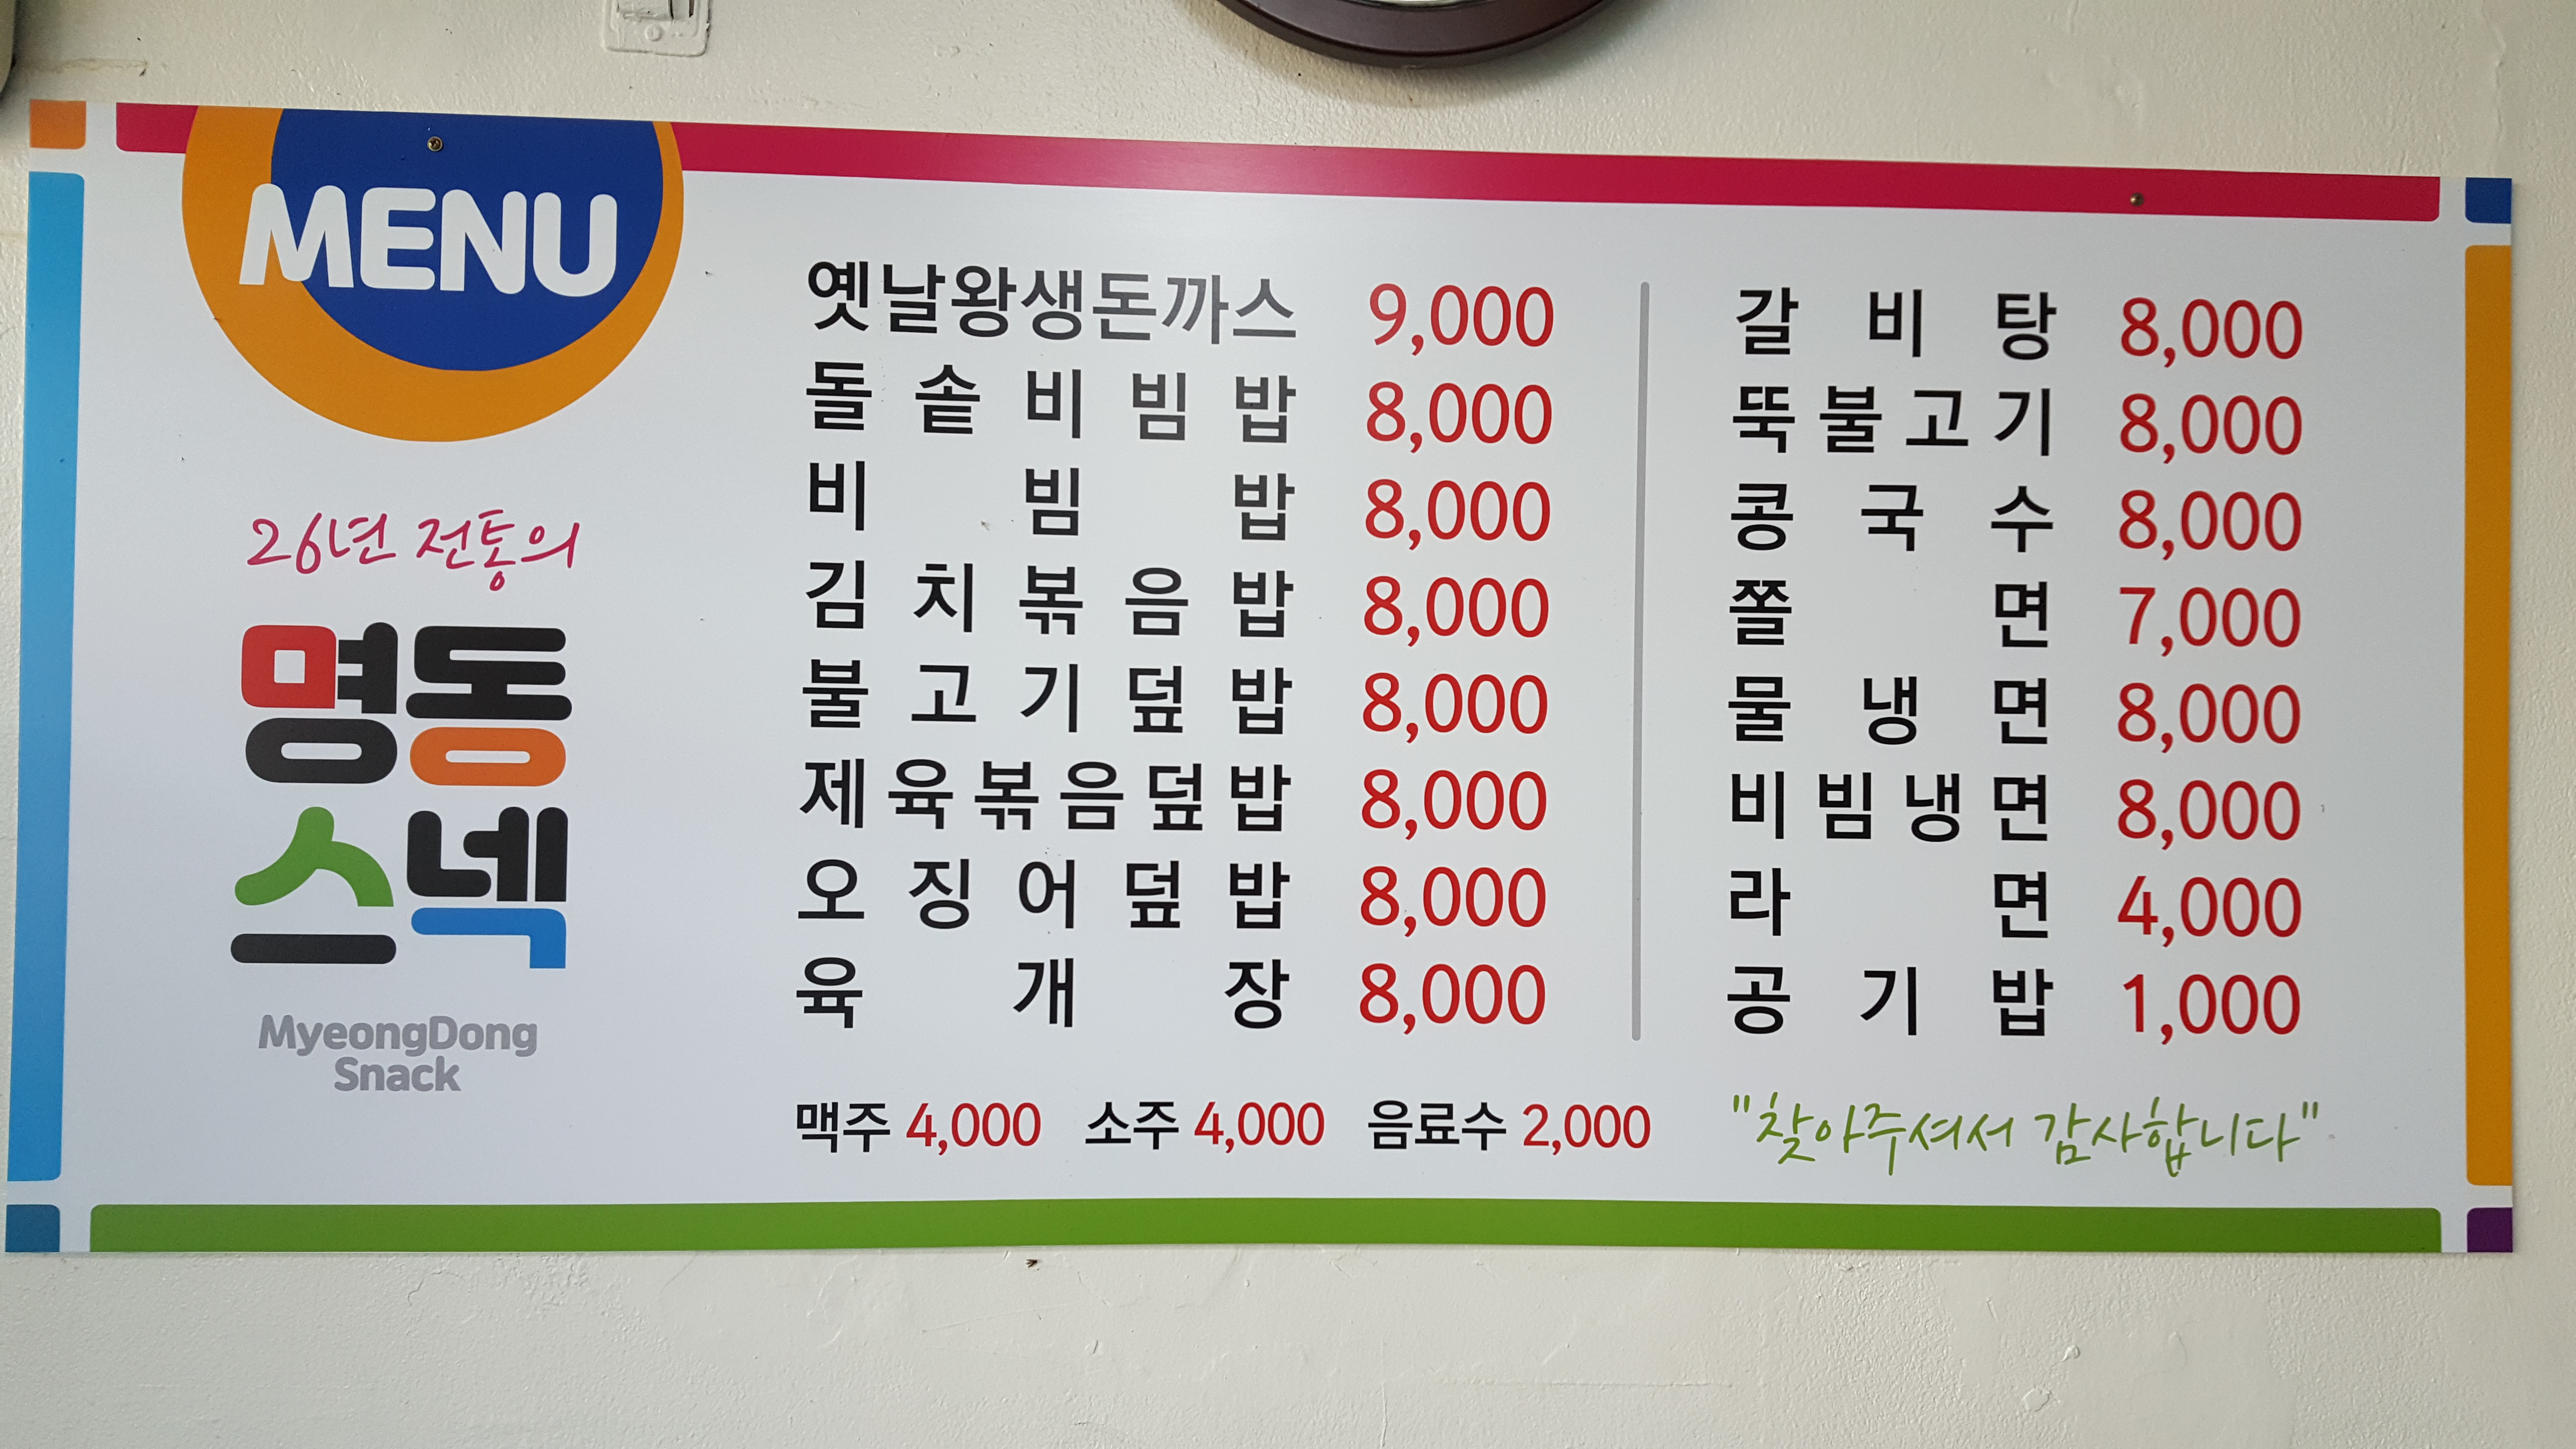 MENU
26년 전통의
명동
스넥
MyeongDong
Snack
옛날왕생돈까스 9,000
돌솥비빔밥 8,000
비빔밥 8,000
김치볶음밥 8,000
불고기덮밥 8,000
제육볶음덮밥 8,000
오징어덮밥 8,000
육개장 8,000
갈비탕 8,000
뚝불고기 8,000
콩국수 8,000
쫄면 7,000
물냉면 8,000
비빔냉면 8,000
라면 4,000
공기밥 1,000
맥주 4,000 소주 4,000 음료수 2,000
"찾아주셔서 감사합니다"